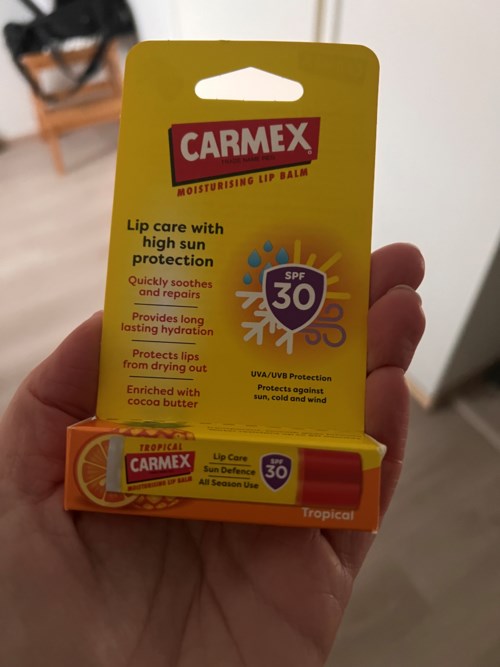 CARMEX
MOISTURISING LIP BALM
Lip care with
high sun
protection
Quickly soothes
and repairs
Provides long
lasting hydration
Protects lips
from drying out
Enriched with
cocoa butter
SPF
30
UVA/UVB Protection
Protects against
sun, cold and wind
TROPICAL
CARMEX
MOISTURISING LIP BALM
Lip Care
Sun Defence
All Season Use
SPF
30
Tropical